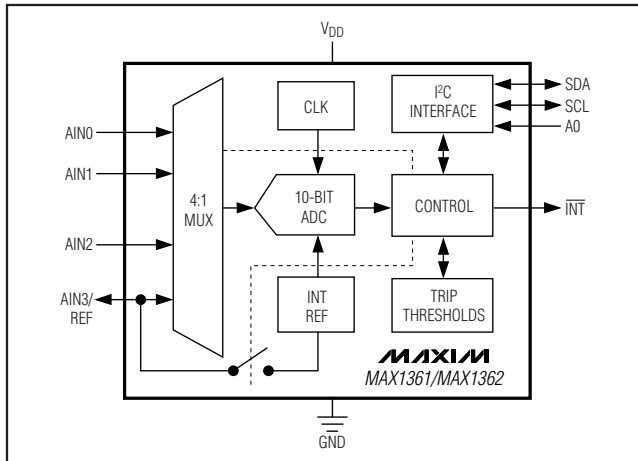 VDD
CLK
I²C
INTERFACE
SDA
SCL
A0
AIN0
AIN1
AIN2
AIN3/
REF
4:1
MUX
10-BIT
ADC
CONTROL
INT
INT
REF
TRIP
THRESHOLDS
MAXIM
MAX1361/MAX1362
GND